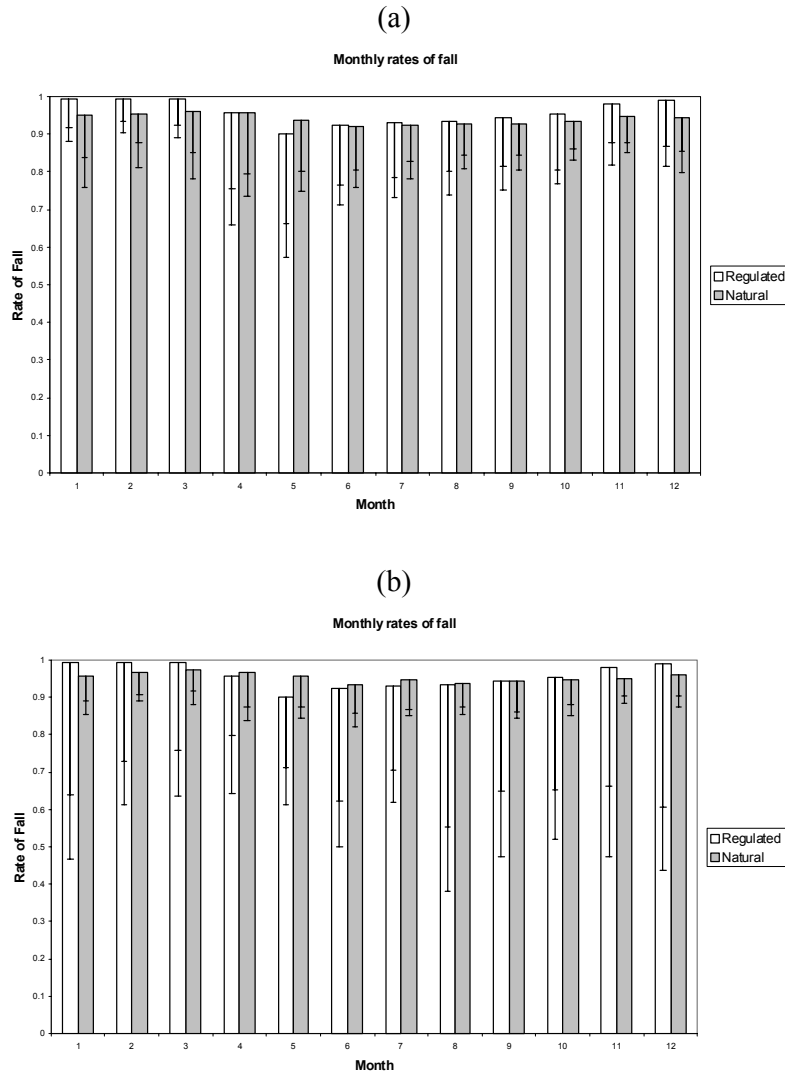 (a)
Monthly rates of fall
1
0.9
0.8
0.7
0.6
0.5
0.4
0.3
0.2
0.1
0
Rate of Fall
1 2 3 4 5 6 7 8 9 10 11 12
Month
Regulated
Natural
(b)
Monthly rates of fall
1
0.9
0.8
0.7
0.6
0.5
0.4
0.3
0.2
0.1
0
Rate of Fall
1 2 3 4 5 6 7 8 9 10 11 12
Month
Regulated
Natural